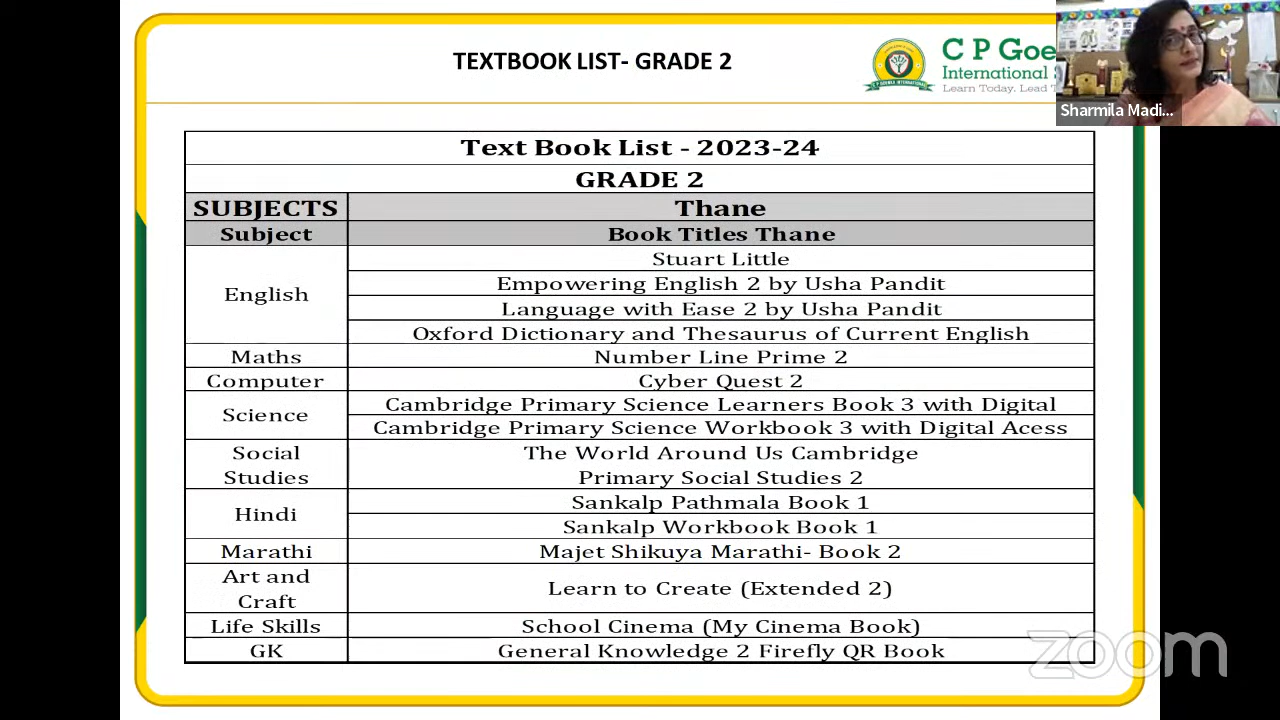 TEXTBOOK LIST- GRADE 2
C P Goe
International S
Learn Today. Lead T
Sharmila Madi...
Text Book List - 2023-24
GRADE 2
SUBJECTS Thane
Subject Book Titles Thane
English
Stuart Little
Empowering English 2 by Usha Pandit
Language with Ease 2 by Usha Pandit
Oxford Dictionary and Thesaurus of Current English
Maths Number Line Prime 2
Computer Cyber Quest 2
Science
Cambridge Primary Science Learners Book 3 with Digital
Cambridge Primary Science Workbook 3 with Digital Acess
Social
Studies
The World Around Us Cambridge
Primary Social Studies 2
Hindi
Sankalp Pathmala Book 1
Sankalp Workbook Book 1
Marathi Majet Shikuya Marathi- Book 2
Art and
Craft
Learn to Create (Extended 2)
Life Skills School Cinema (My Cinema Book)
GK General Knowledge 2 Firefly QR Book
zoom